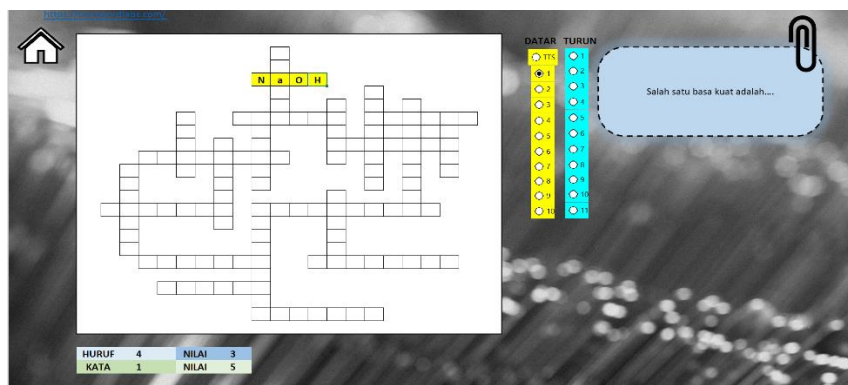 DATAR TURUN
TTS 1
1 2
2 3
3 4
4 5
5 6
6 7
7 8
8 9
9 10
10 11
Salah satu basa kuat adalah....
N a O H
HURUF 4 NILAI 3
KATA 1 NILAI 5